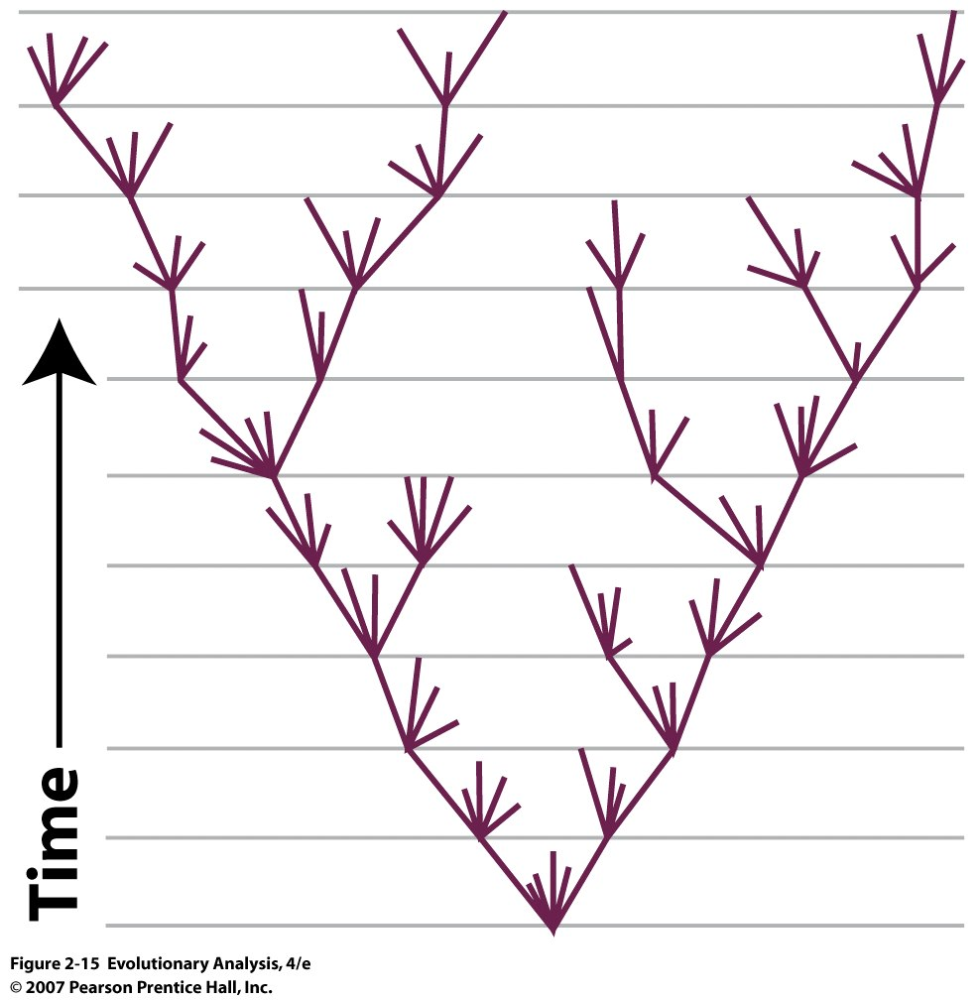 Time
Figure 2-15 Evolutionary Analysis, 4/e
© 2007 Pearson Prentice Hall, Inc.